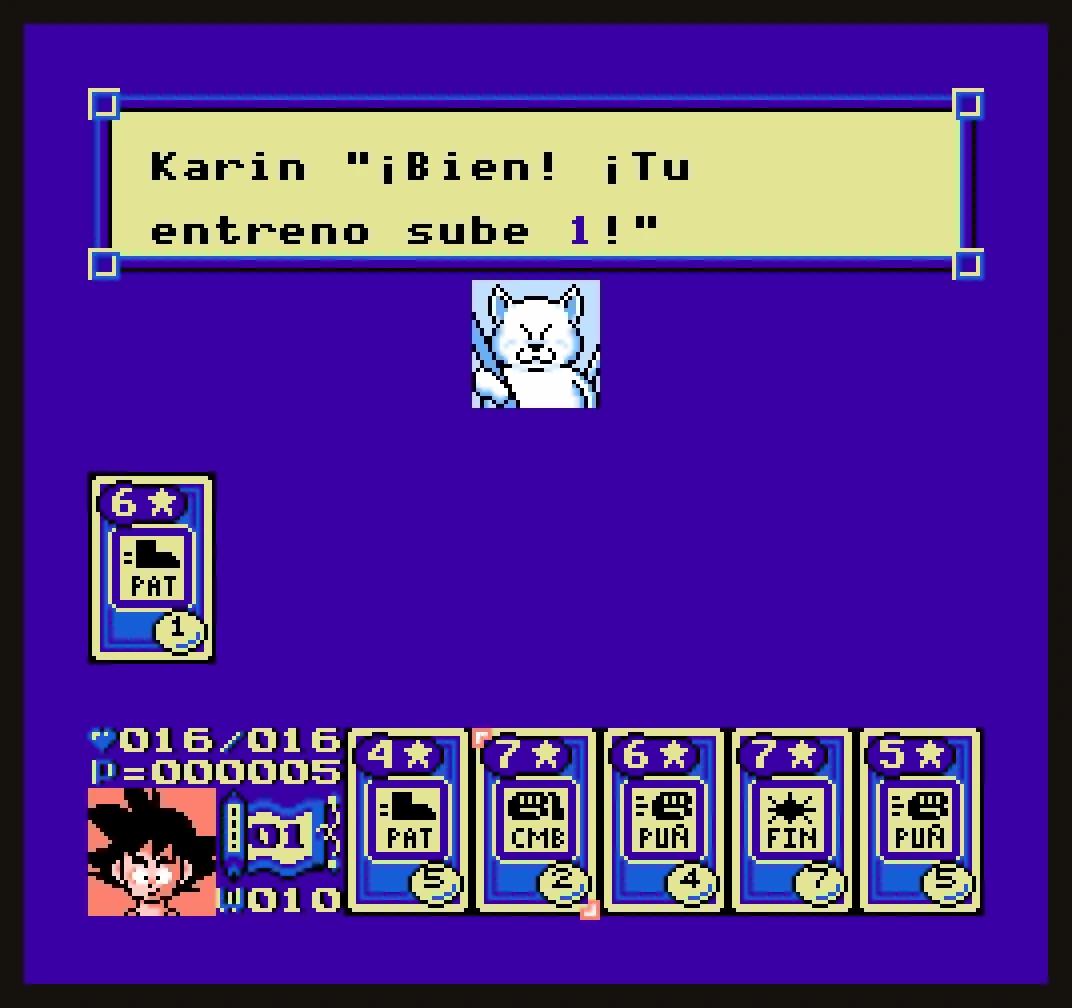 Karin "¡Bien! ¡Tu
entreno sube 1!"
6★
PAT
1
016/016
P=000005
01
W010
4★
PAT
5
7★
CMB
2
6★
PUÑ
4
7★
FIN
7
5★
PUÑ
5